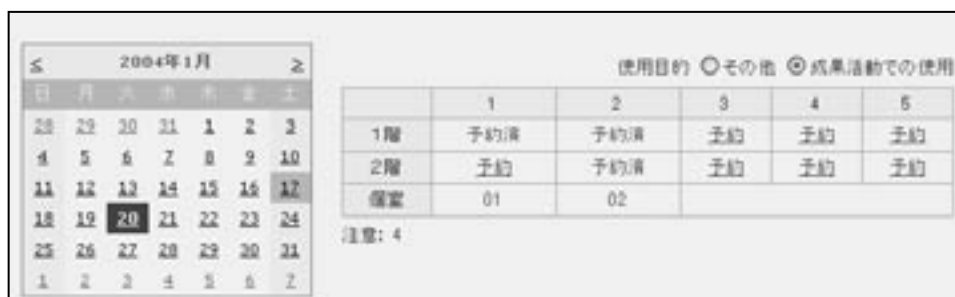 ≤ 2004年1月 ≥
日 月 火 水 木 金 土
28 29 30 31 1 2 3
4 5 6 7 8 9 10
11 12 13 14 15 16 17
18 19 20 21 22 23 24
25 26 27 28 29 30 31
1 2 3 4 5 6 7
使用目的 その他 成果活動での使用
1 2 3 4 5
1階 予約済 予約済 予約 予約 予約
2階 予約 予約済 予約 予約 予約
個室 01 02
注意: 4